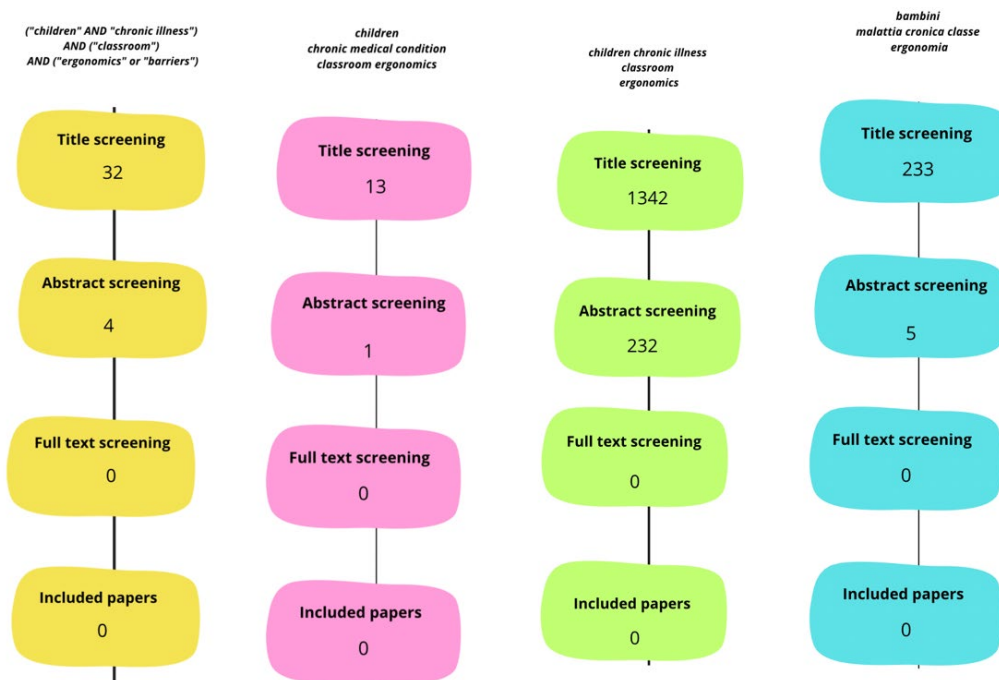 ("children" AND "chronic illness")
AND ("classroom")
AND ("ergonomics" or "barriers")
Title screening
32
Abstract screening
4
Full text screening
0
Included papers
0
children
chronic medical condition
classroom ergonomics
Title screening
13
Abstract screening
1
Full text screening
0
Included papers
0
children chronic illness
classroom
ergonomics
Title screening
1342
Abstract screening
232
Full text screening
0
Included papers
0
bambini
malattia cronica classe
ergonomia
Title screening
233
Abstract screening
5
Full text screening
0
Included papers
0